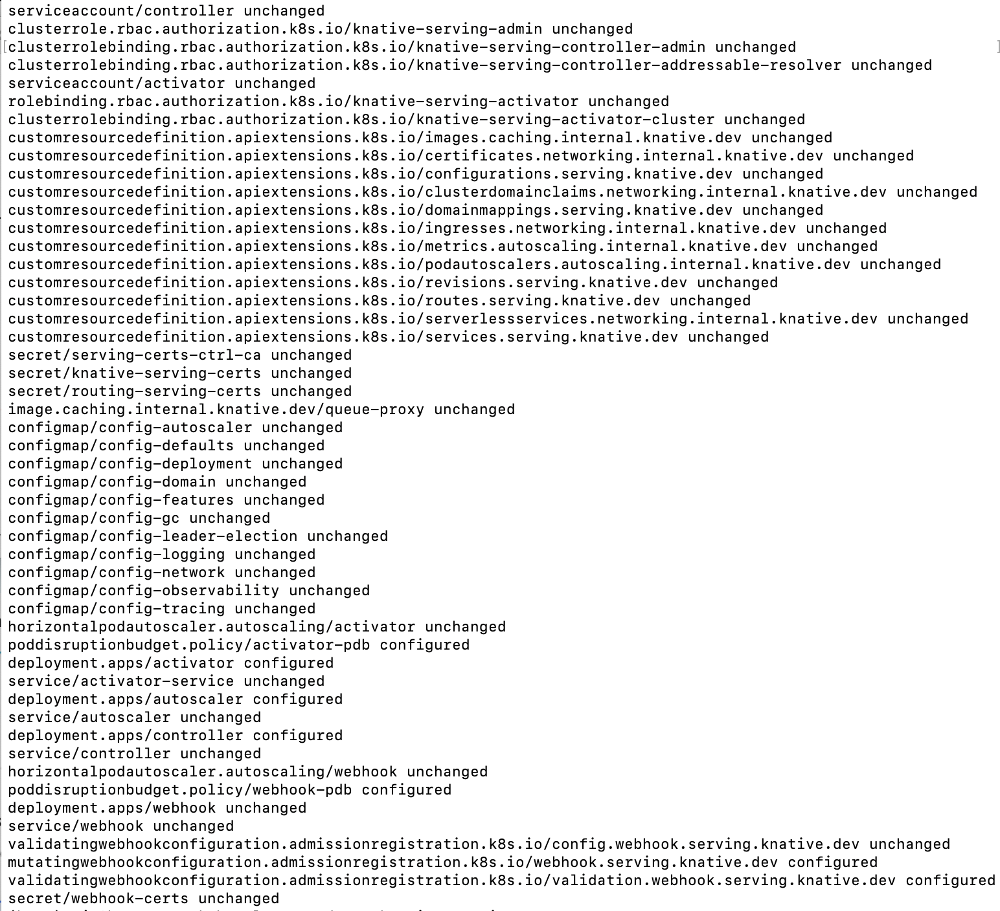 serviceaccount/controller unchanged
clusterrole.rbac.authorization.k8s.io/knative-serving-admin unchanged
[clusterrolebinding.rbac.authorization.k8s.io/knative-serving-controller-admin unchanged ]
clusterrolebinding.rbac.authorization.k8s.io/knative-serving-controller-addressable-resolver unchanged
serviceaccount/activator unchanged
rolebinding.rbac.authorization.k8s.io/knative-serving-activator unchanged
clusterrolebinding.rbac.authorization.k8s.io/knative-serving-activator-cluster unchanged
customresourcedefinition.apiextensions.k8s.io/images.caching.internal.knative.dev unchanged
customresourcedefinition.apiextensions.k8s.io/certificates.networking.internal.knative.dev unchanged
customresourcedefinition.apiextensions.k8s.io/configurations.serving.knative.dev unchanged
customresourcedefinition.apiextensions.k8s.io/clusterdomainclaims.networking.internal.knative.dev unchanged
customresourcedefinition.apiextensions.k8s.io/domainmappings.serving.knative.dev unchanged
customresourcedefinition.apiextensions.k8s.io/ingresses.networking.internal.knative.dev unchanged
customresourcedefinition.apiextensions.k8s.io/metrics.autoscaling.internal.knative.dev unchanged
customresourcedefinition.apiextensions.k8s.io/podautoscalers.autoscaling.internal.knative.dev unchanged
customresourcedefinition.apiextensions.k8s.io/revisions.serving.knative.dev unchanged
customresourcedefinition.apiextensions.k8s.io/routes.serving.knative.dev unchanged
customresourcedefinition.apiextensions.k8s.io/serverlessservices.networking.internal.knative.dev unchanged
customresourcedefinition.apiextensions.k8s.io/services.serving.knative.dev unchanged
secret/serving-certs-ctrl-ca unchanged
secret/knative-serving-certs unchanged
secret/routing-serving-certs unchanged
image.caching.internal.knative.dev/queue-proxy unchanged
configmap/config-autoscaler unchanged
configmap/config-defaults unchanged
configmap/config-deployment unchanged
configmap/config-domain unchanged
configmap/config-features unchanged
configmap/config-gc unchanged
configmap/config-leader-election unchanged
configmap/config-logging unchanged
configmap/config-network unchanged
configmap/config-observability unchanged
configmap/config-tracing unchanged
horizontalpodautoscaler.autoscaling/activator unchanged
poddisruptionbudget.policy/activator-pdb configured
deployment.apps/activator configured
service/activator-service unchanged
deployment.apps/autoscaler configured
service/autoscaler unchanged
deployment.apps/controller configured
service/controller unchanged
horizontalpodautoscaler.autoscaling/webhook unchanged
poddisruptionbudget.policy/webhook-pdb configured
deployment.apps/webhook unchanged
service/webhook unchanged
validatingwebhookconfiguration.admissionregistration.k8s.io/config.webhook.serving.knative.dev unchanged
mutatingwebhookconfiguration.admissionregistration.k8s.io/webhook.serving.knative.dev configured
validatingwebhookconfiguration.admissionregistration.k8s.io/validation.webhook.serving.knative.dev configured
secret/webhook-certs unchanged